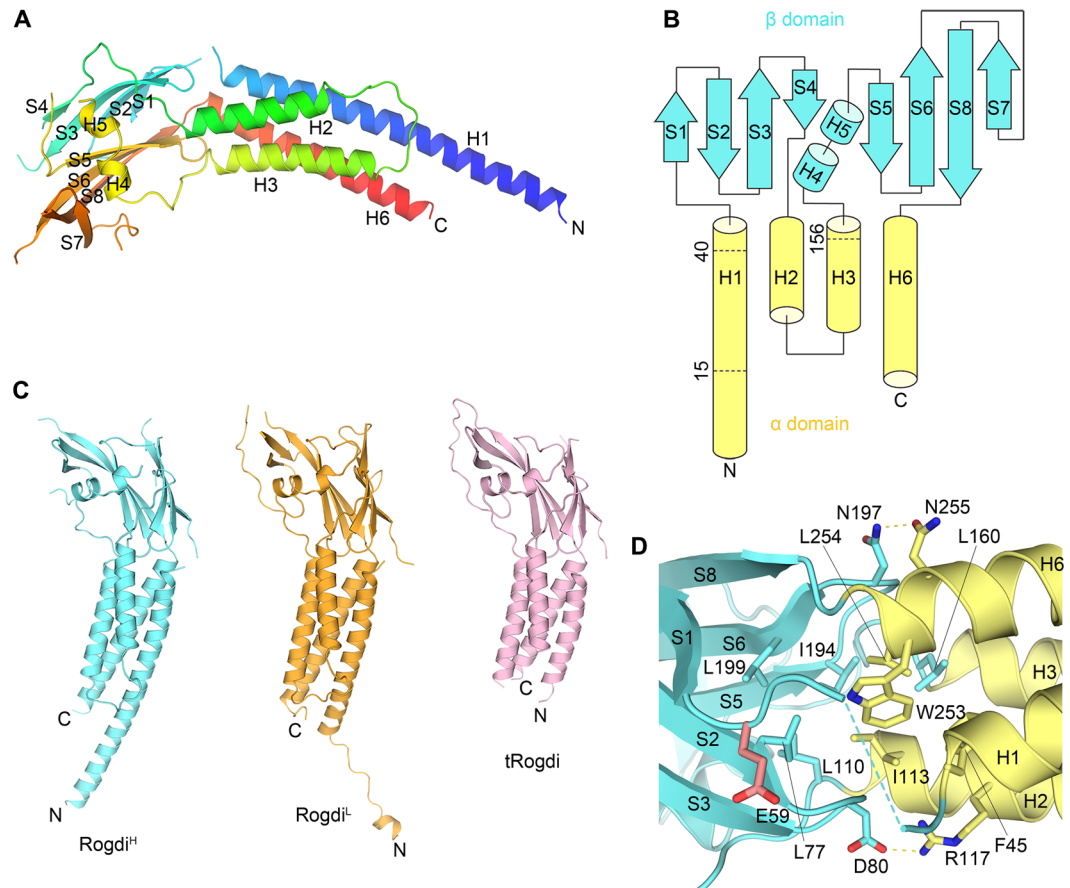 A
S4
S3
H5
S2
S1
S5
S6
S8
H4
S7
H2
H3
H1
H6
C
N
B
β domain
S1
S2
S3
S4
H5
H4
S5
S6
S8
S7
40
15
156
H1
H2
H3
H6
C
N
α domain
C
C
N
Rogdiᴴ
C
N
Rogdiᴸ
C
N
tRogdi
D
N197
N255
L254
L160
S8
H6
S1
S6
I194
L199
H3
S5
W253
S2
H1
L110
I113
H2
S3
E59
L77
D80
R117
F45